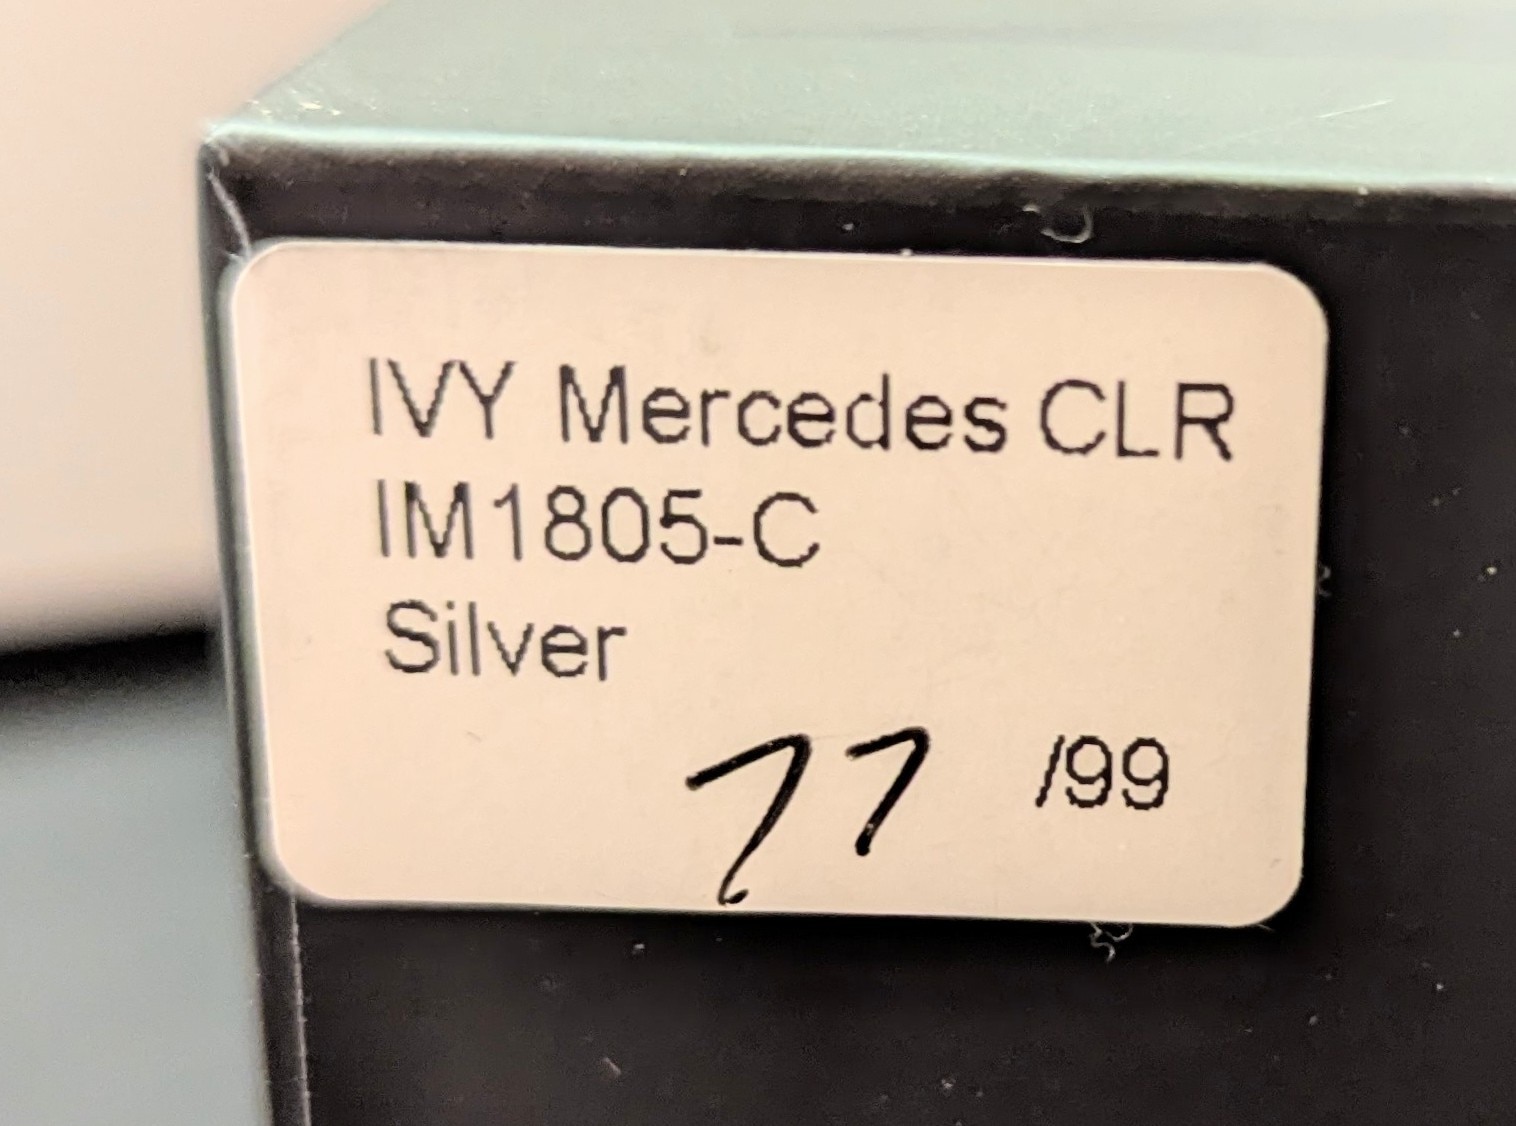 IVY Mercedes CLR
IM1805-C
Silver
77 /99